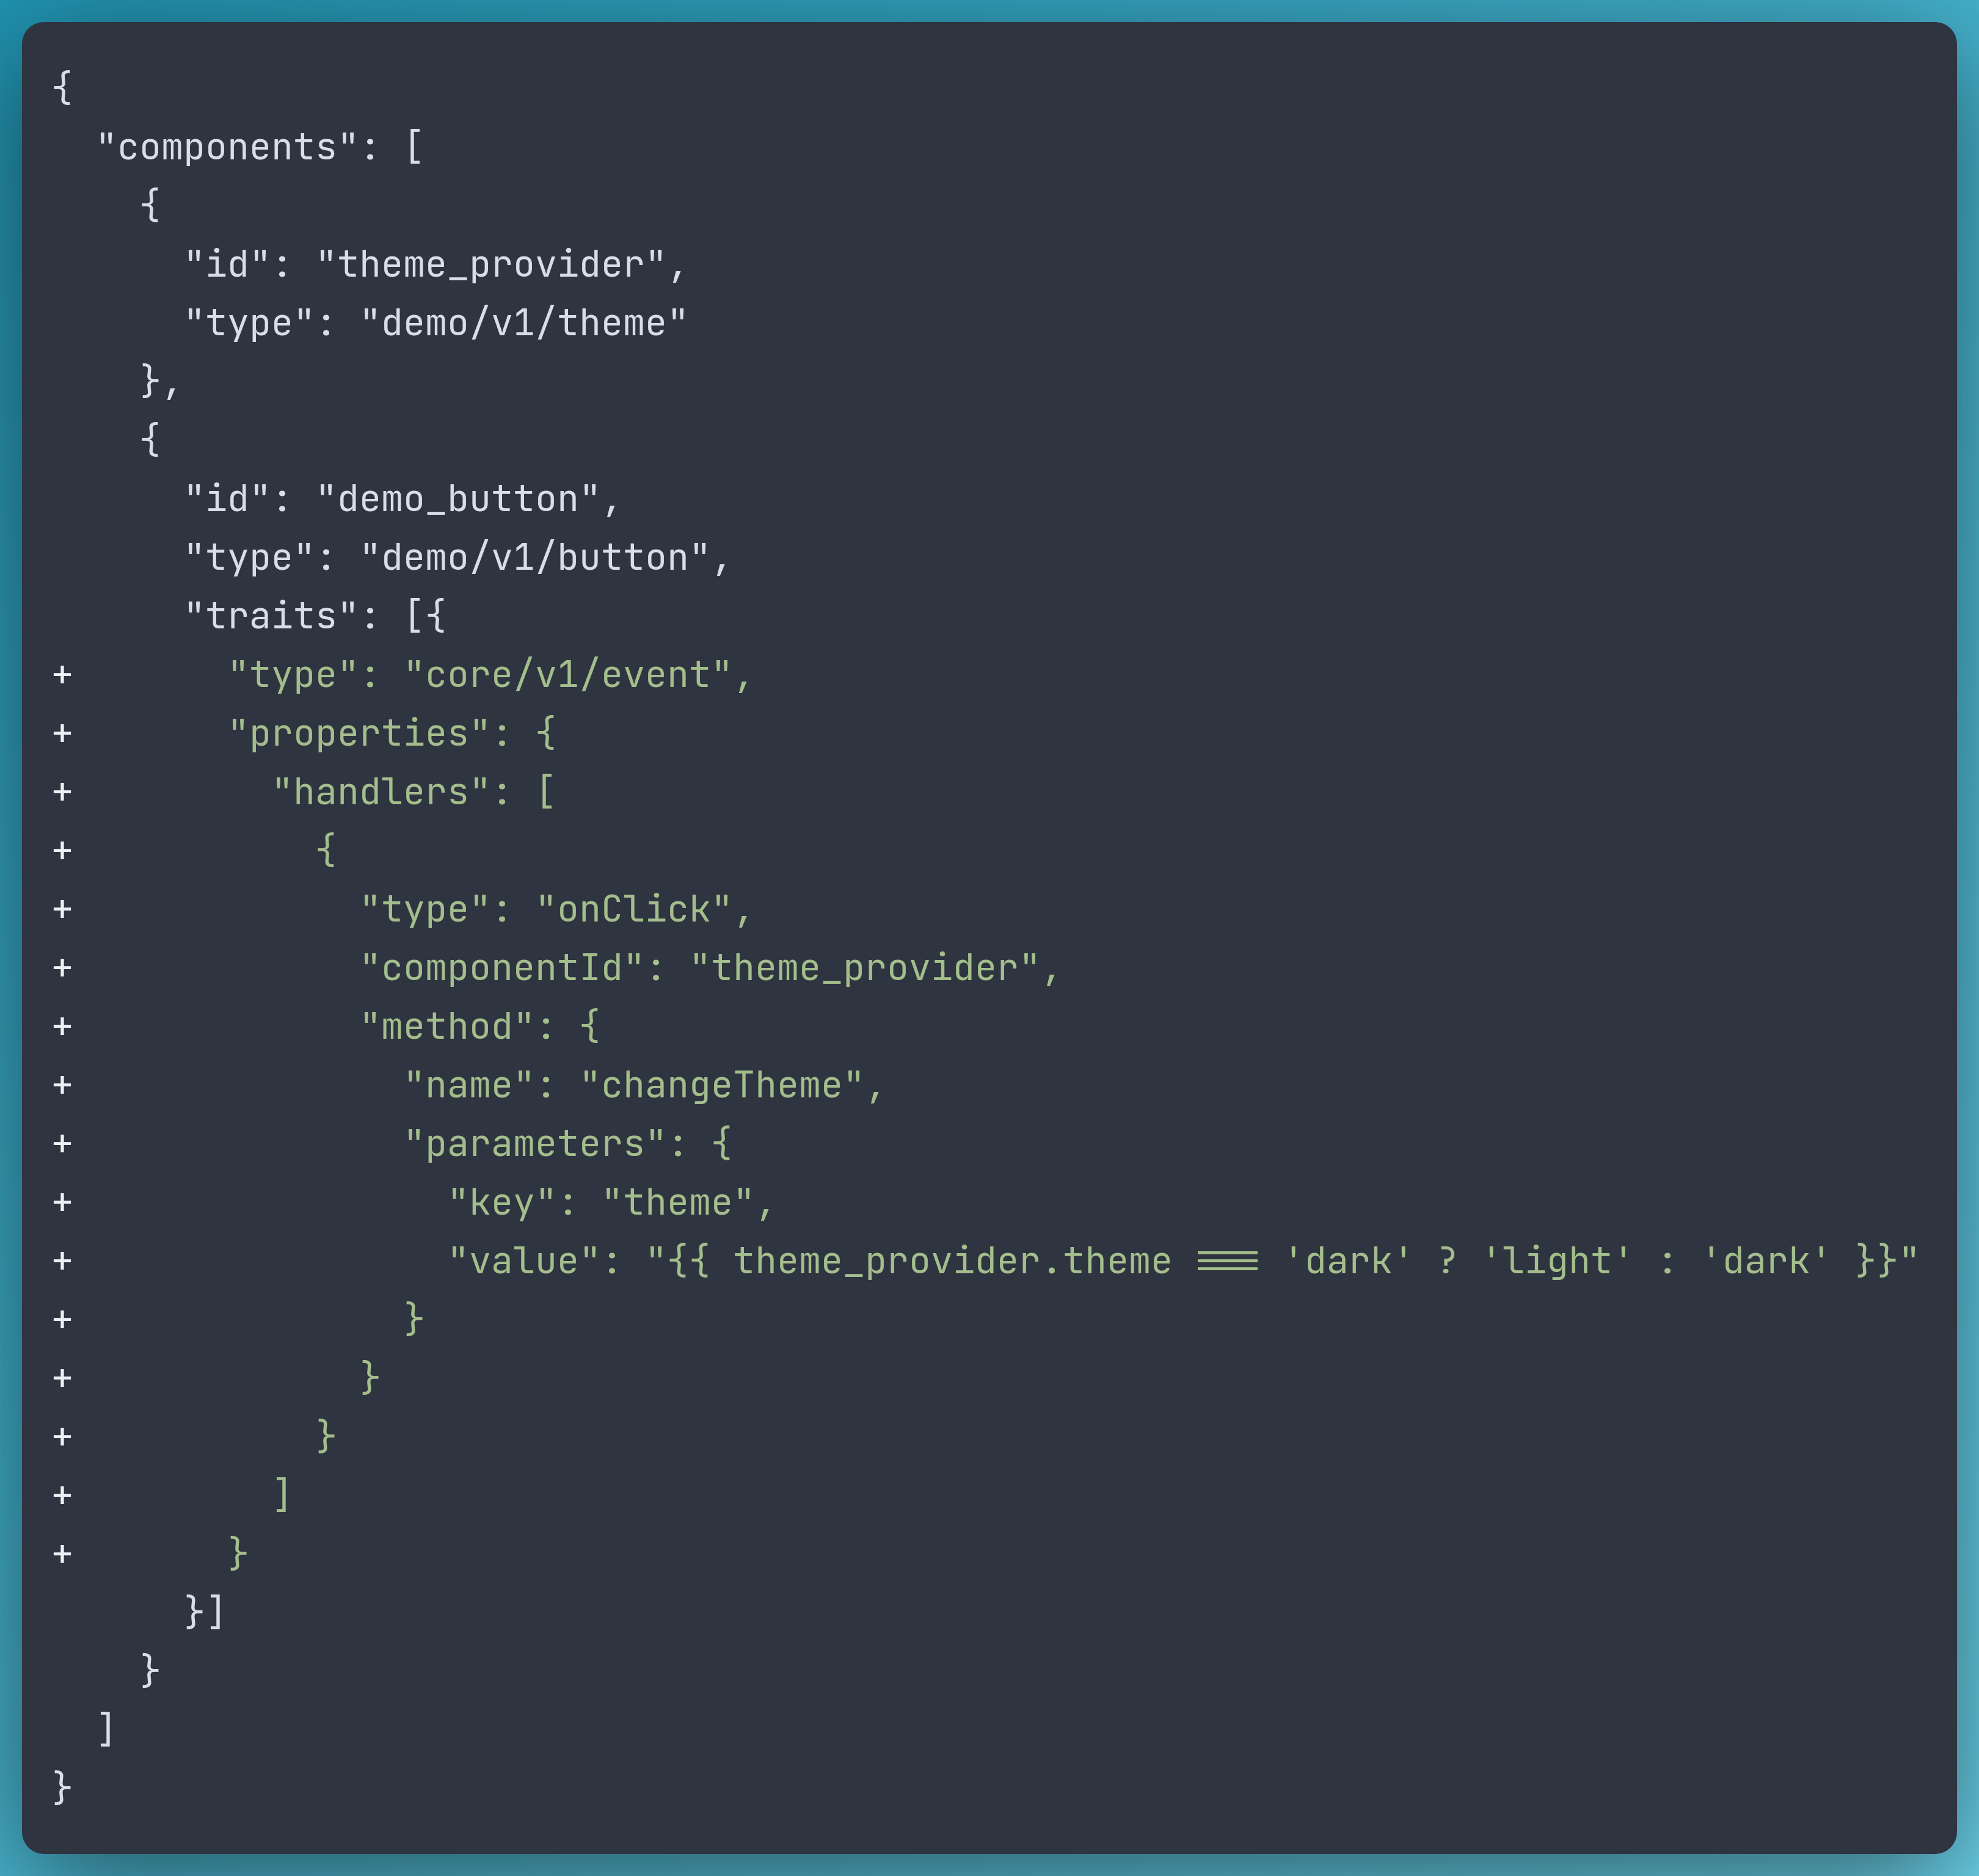 {
  "components": [
    {
      "id": "theme_provider",
      "type": "demo/v1/theme"
    },
    {
      "id": "demo_button",
      "type": "demo/v1/button",
      "traits": [{
+       "type": "core/v1/event",
+       "properties": {
+         "handlers": [
+           {
+             "type": "onClick",
+             "componentId": "theme_provider",
+             "method": {
+               "name": "changeTheme",
+               "parameters": {
+                 "key": "theme",
+                 "value": "{{ theme_provider.theme === 'dark' ? 'light' : 'dark' }}"
+               }
+             }
+           }
+         ]
+       }
      }]
    }
  ]
}